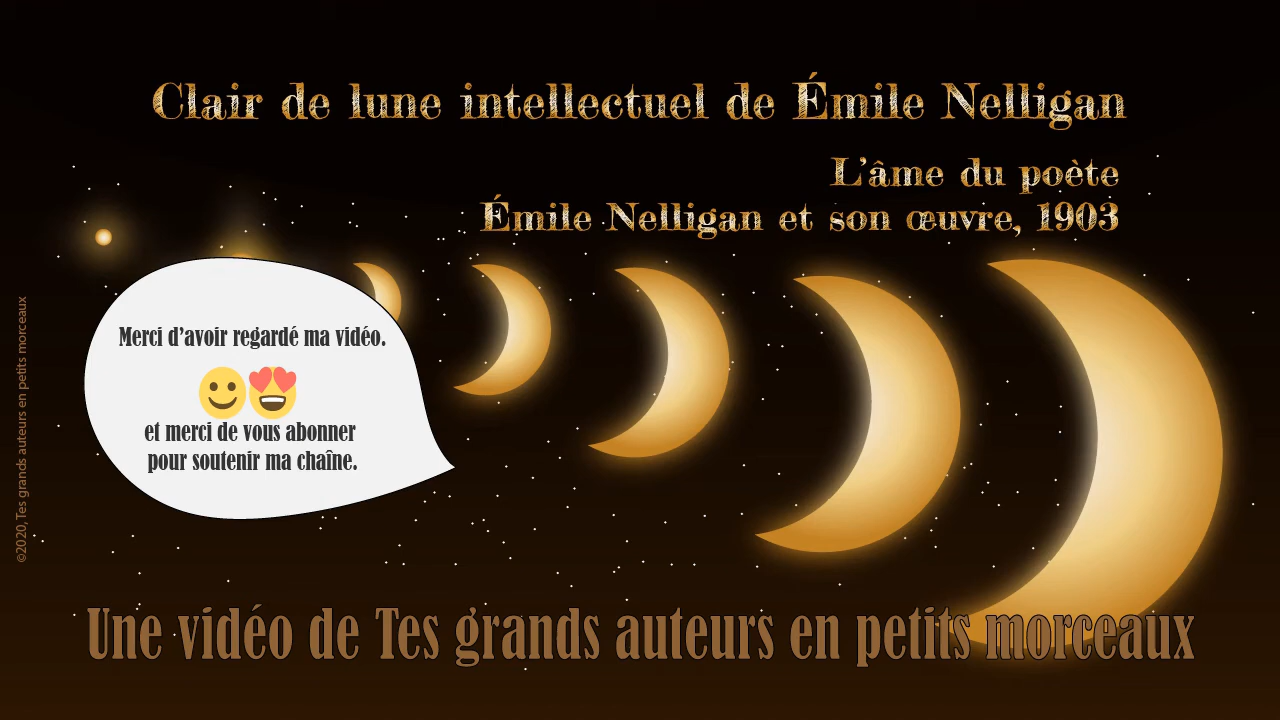 Clair de lune intellectuel de Émile Nelligan
L'âme du poète
Émile Nelligan et son œuvre, 1903
Merci d'avoir regardé ma vidéo.
et merci de vous abonner
pour soutenir ma chaîne.
©2020, Tes grands auteurs en petits morceaux
Une vidéo de Tes grands auteurs en petits morceaux